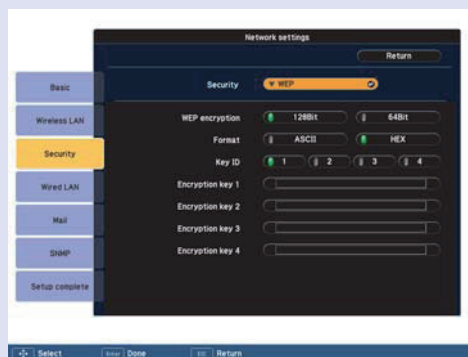 Network settings
Return
Basic
Wireless LAN
Security
Wired LAN
Mail
SNMP
Setup complete
Security WEP
WEP encryption 128Bit 64Bit
Format ASCII HEX
Key ID 1 2 3 4
Encryption key 1
Encryption key 2
Encryption key 3
Encryption key 4
Select Enter Done ESC Return